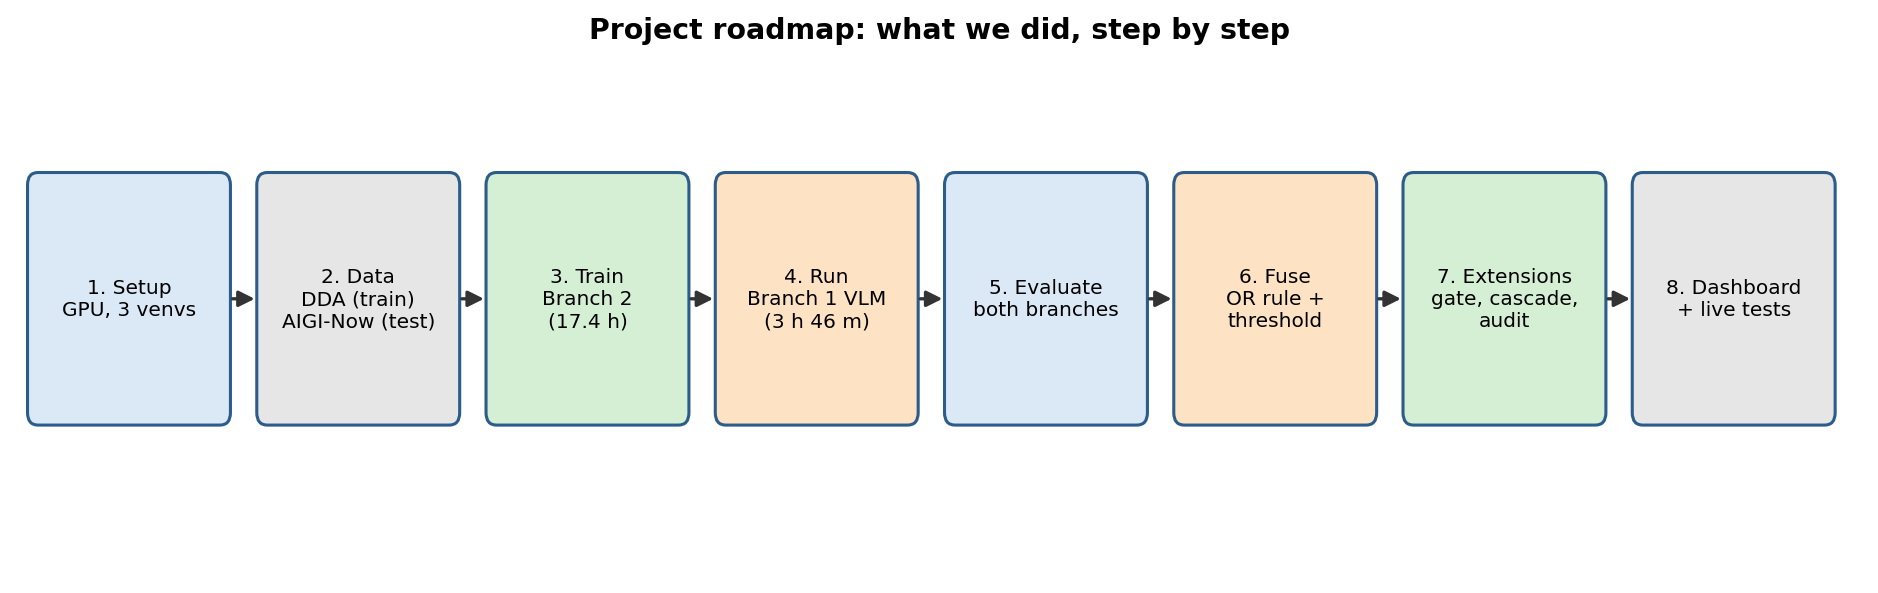 Project roadmap: what we did, step by step
1. Setup
GPU, 3 venvs
2. Data
DDA (train)
AIGI-Now (test)
3. Train
Branch 2
(17.4 h)
4. Run
Branch 1 VLM
(3 h 46 m)
5. Evaluate
both branches
6. Fuse
OR rule +
threshold
7. Extensions
gate, cascade,
audit
8. Dashboard
+ live tests